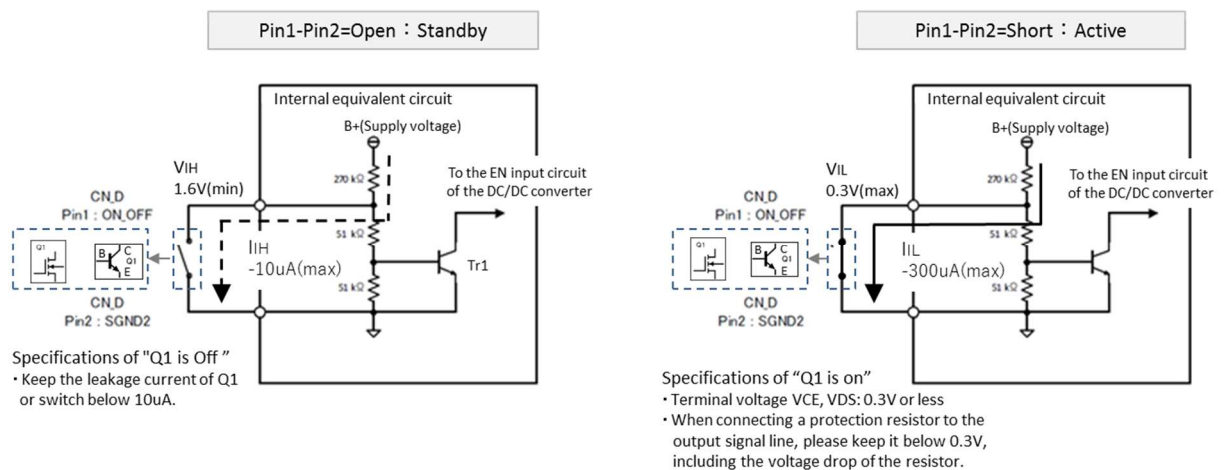 Pin1-Pin2=Open：Standby
Internal equivalent circuit
B+(Supply voltage)
270 kΩ
VIH
1.6V(min)
To the EN input circuit
of the DC/DC converter
CN_D
Pin1 : ON_OFF
51 kΩ
Q1
B
C
Q1
E
IIH
-10uA(max)
Tr1
51 kΩ
CN_D
Pin2 : SGND2
Specifications of "Q1 is Off ”
・Keep the leakage current of Q1
or switch below 10uA.
Pin1-Pin2=Short：Active
Internal equivalent circuit
B+(Supply voltage)
270 kΩ
VIL
0.3V(max)
To the EN input circuit
of the DC/DC converter
CN_D
Pin1 : ON_OFF
51 kΩ
Q1
B
C
Q1
E
IIL
-300uA(max)
51 kΩ
CN_D
Pin2 : SGND2
Specifications of “Q1 is on”
・Terminal voltage VCE, VDS: 0.3V or less
・When connecting a protection resistor to the
output signal line, please keep it below 0.3V,
including the voltage drop of the resistor.